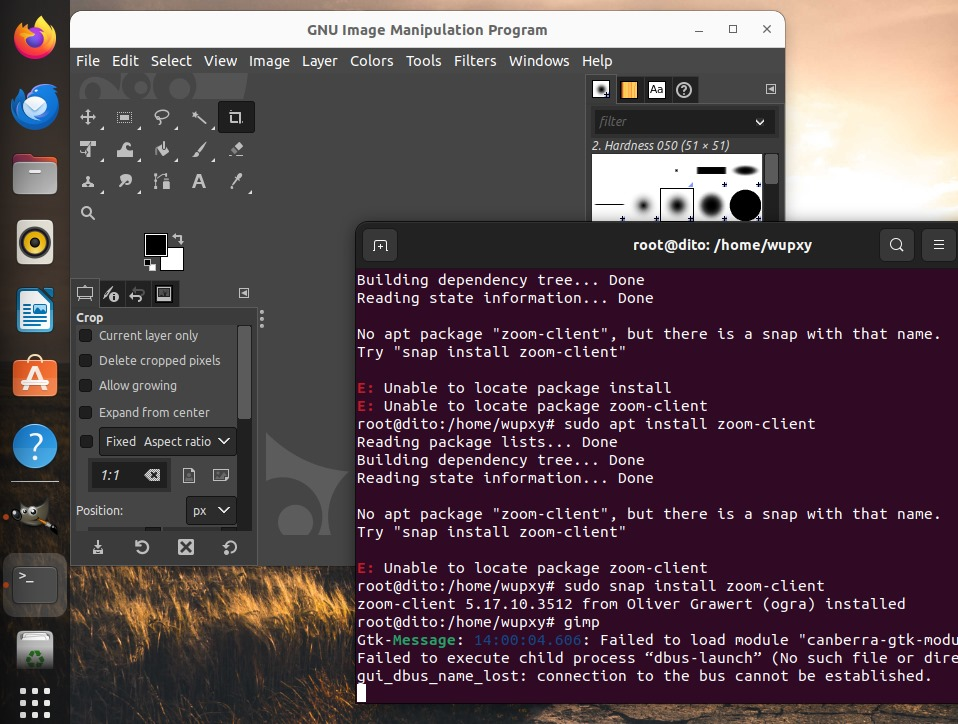 GNU Image Manipulation Program
File Edit Select View Image Layer Colors Tools Filters Windows Help
Aa
filter
2. Hardness 050 (51 × 51)
A
Crop
Current layer only
Delete cropped pixels
Allow growing
Expand from center
Fixed Aspect ratio
1:1
Position:
px
>_
root@dito: /home/wupxy
Building dependency tree... Done
Reading state information... Done
No apt package "zoom-client", but there is a snap with that name.
Try "snap install zoom-client"
E: Unable to locate package install
E: Unable to locate package zoom-client
root@dito:/home/wupxy# sudo apt install zoom-client
Reading package lists... Done
Building dependency tree... Done
Reading state information... Done
No apt package "zoom-client", but there is a snap with that name.
Try "snap install zoom-client"
E: Unable to locate package zoom-client
root@dito:/home/wupxy# sudo snap install zoom-client
zoom-client 5.17.10.3512 from Oliver Grawert (ogra) installed
root@dito:/home/wupxy# gimp
Gtk-Message: 14:00:04.606: Failed to load module "canberra-gtk-modu
Failed to execute child process “dbus-launch” (No such file or dire
gui_dbus_name_lost: connection to the bus cannot be established.